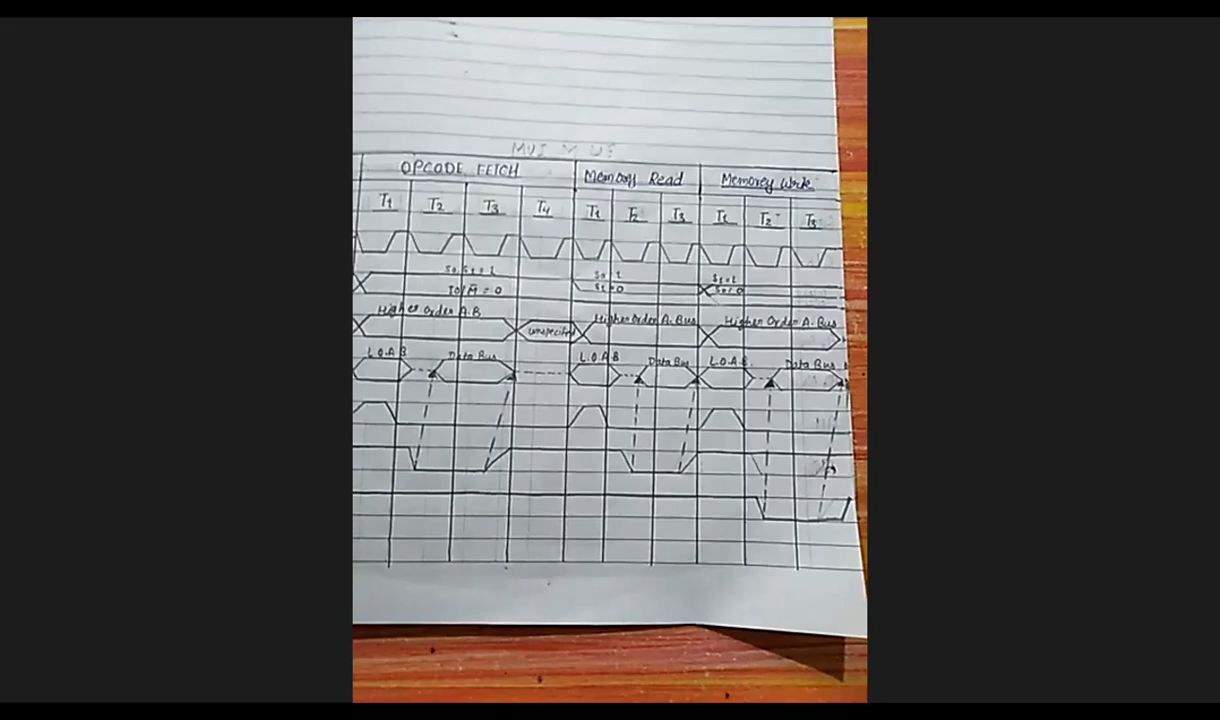 MVI M
OPCODE FETCH Memory Read Memorey Write
T1 T2 T3 T4 T1 T2 T3 T1 T2 T3
S0, S1 = 1 S0 = 1 S1 = 1
IO/M̅ = 0 S1 = 0 S0 = 0
Higher Order A.B unspecified Higher Order A. Bus Higher Order A. Bus
L.O.A.B Data Bus L.O.A.B Data Bus L.O.A.B. Data Bus